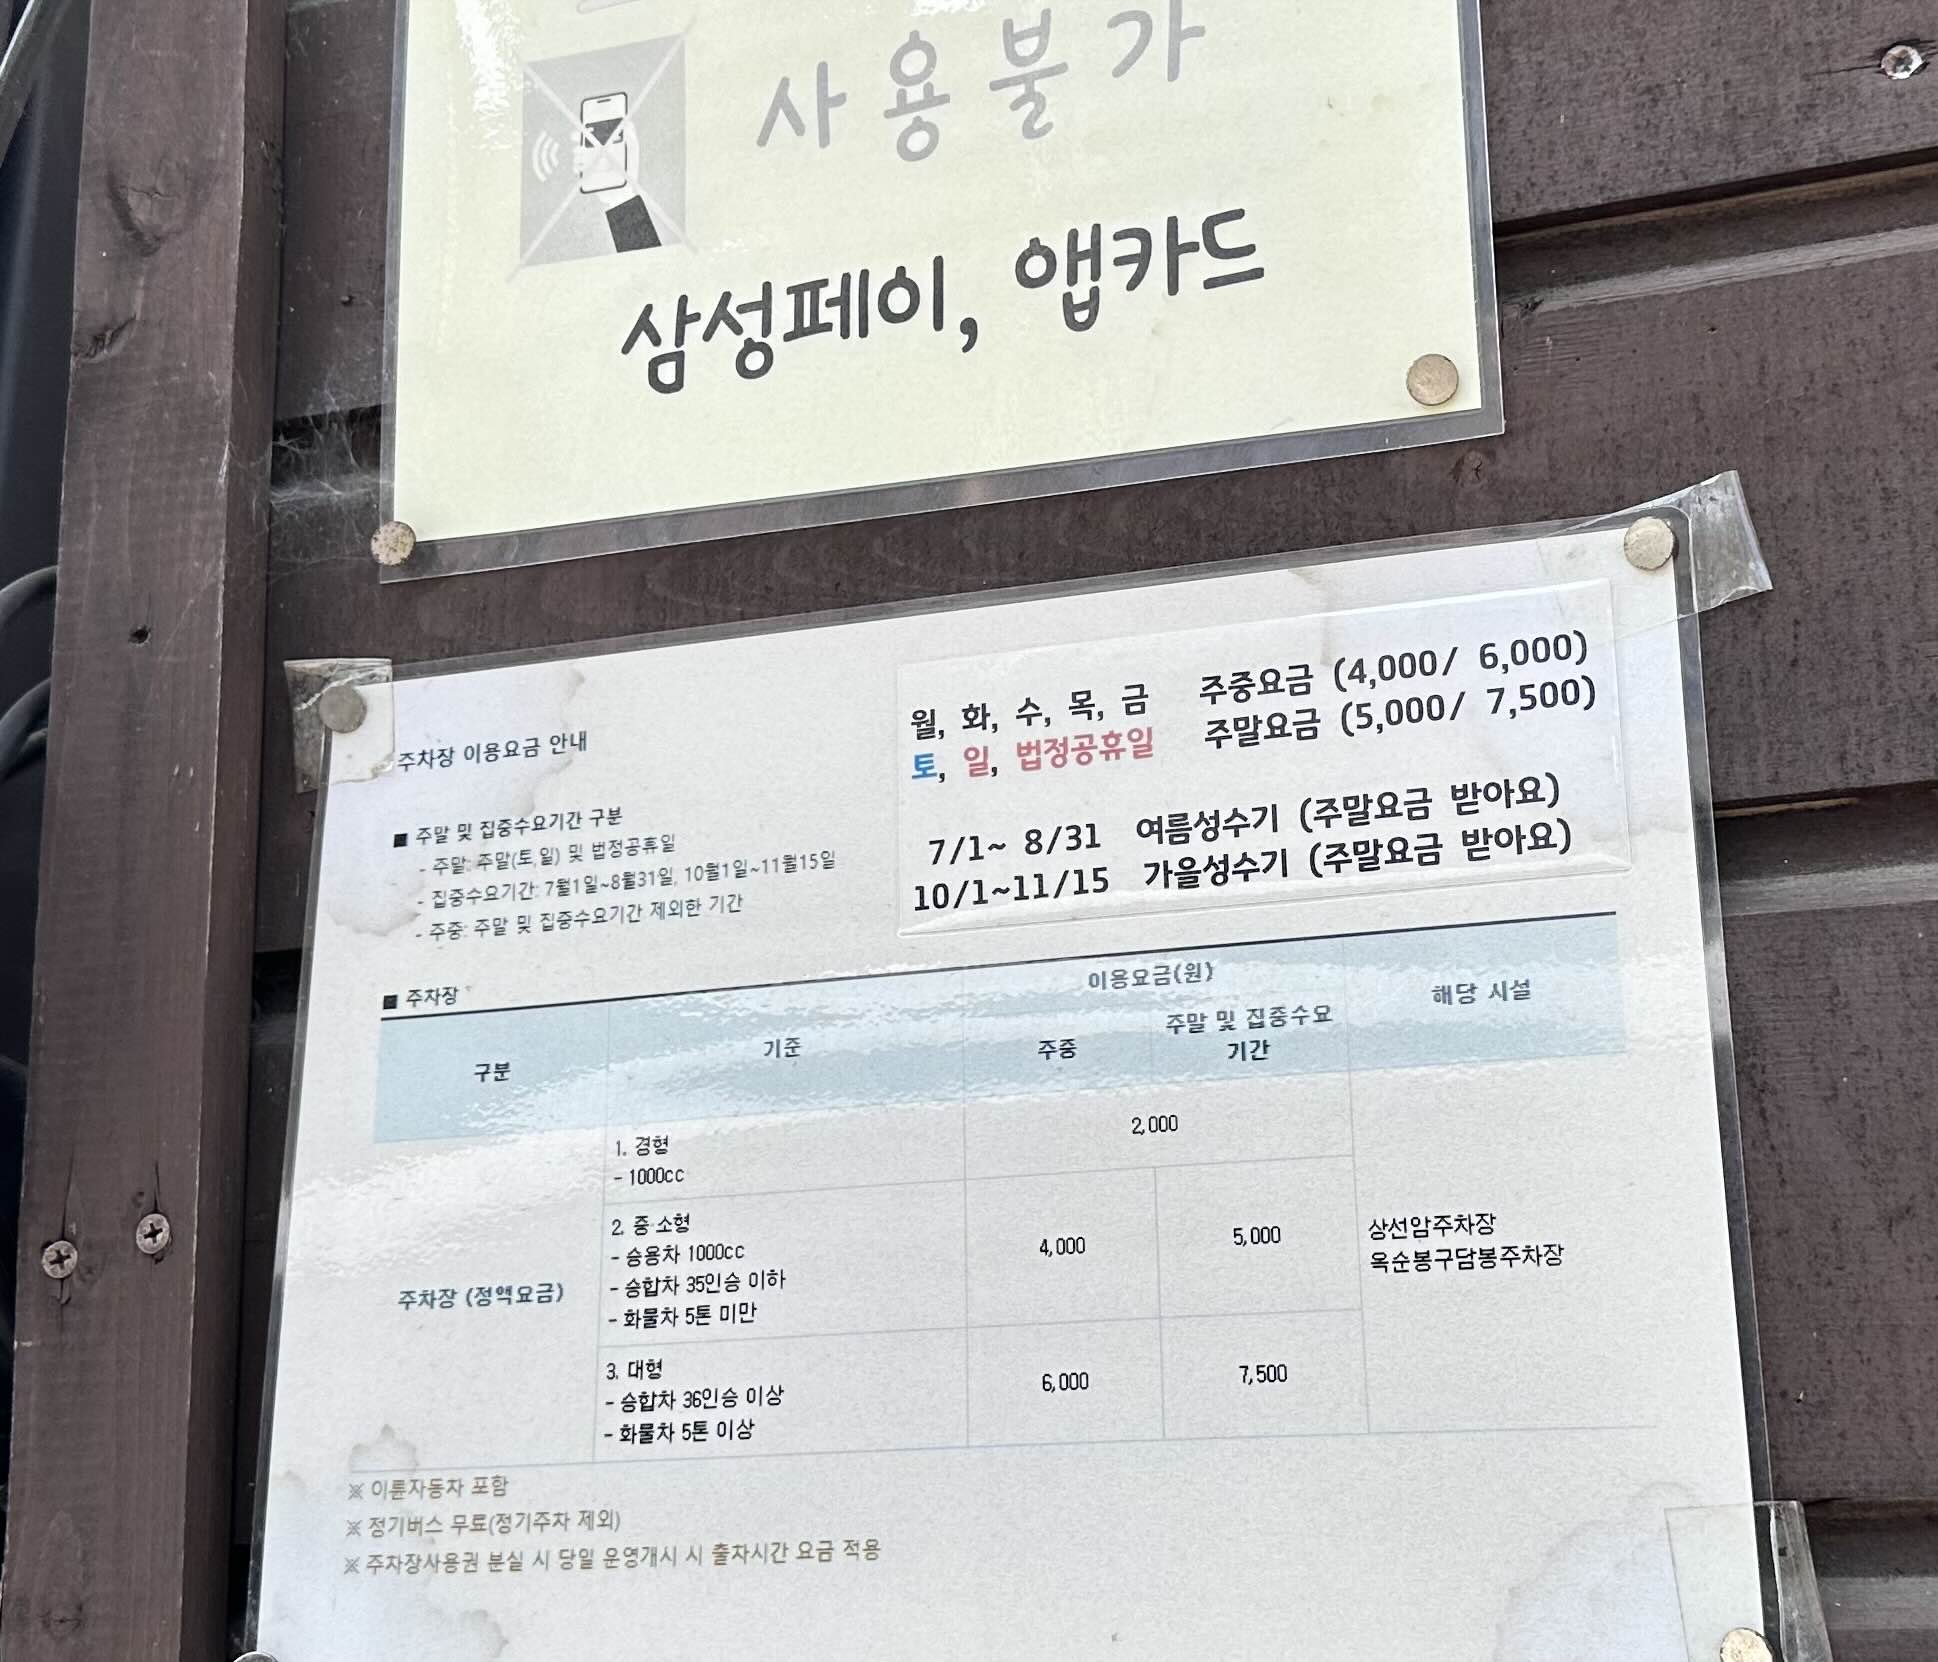 사용불가
삼성페이, 앱카드
월, 화, 수, 목, 금 주중요금 (4,000/ 6,000)
토, 일, 법정공휴일 주말요금 (5,000/ 7,500)
7/1~ 8/31 여름성수기 (주말요금 받아요)
10/1~11/15 가을성수기 (주말요금 받아요)
주차장 이용요금 안내
■ 주말 및 집중수요기간 구분
- 주말: 주말(토,일) 및 법정공휴일
- 집중수요기간: 7월1일~8월31일, 10월1일~11월15일
- 주중: 주말 및 집중수요기간 제외한 기간
■ 주차장
구분 기준 이용요금(원) 해당 시설
주중 주말 및 집중수요
기간
주차장 (정액요금)
1. 경형
- 1000cc
2,000
2. 중·소형
- 승용차 1000cc
- 승합차 35인승 이하
- 화물차 5톤 미만
4,000 5,000
3. 대형
- 승합차 36인승 이상
- 화물차 5톤 이상
6,000 7,500
상선암주차장
옥순봉구담봉주차장
※ 이륜자동차 포함
※ 정기버스 무료(정기주차 제외)
※ 주차장사용권 분실 시 당일 운영개시 시 출차시간 요금 적용